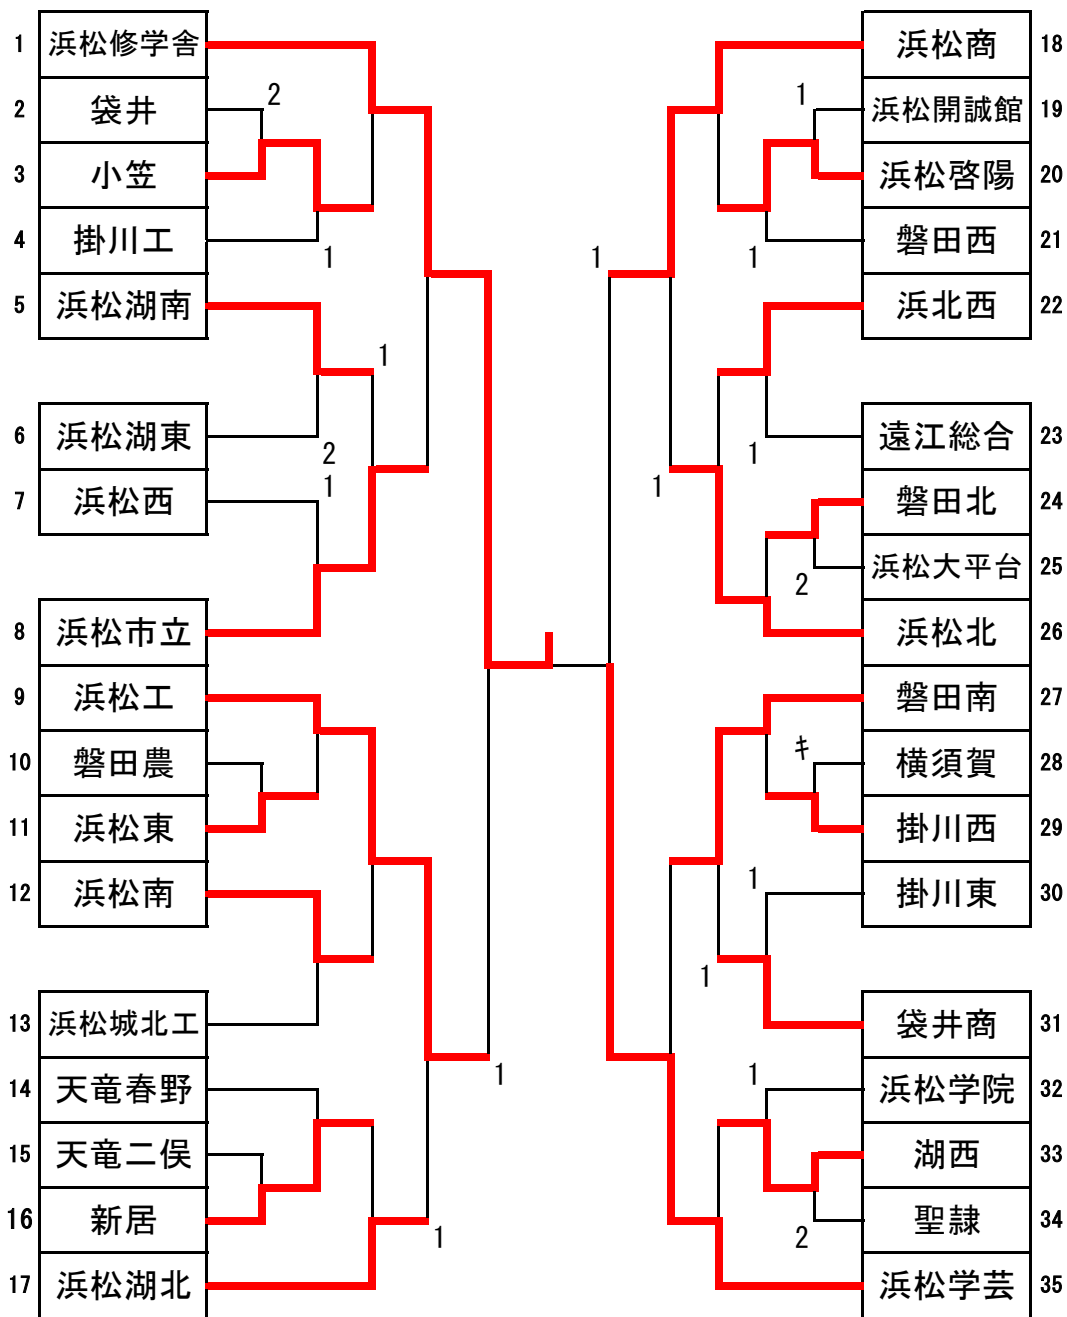 1 浜松修学舎
2 袋井
2
3 小笠
4 掛川工
1
5 浜松湖南
1
6 浜松湖東
2
7 浜松西
1
8 浜松市立
9 浜松工
10 磐田農
11 浜松東
12 浜松南
13 浜松城北工
1
14 天竜春野
15 天竜二俣
16 新居
1
17 浜松湖北
浜松商 18
1
浜松開誠館 19
浜松啓陽 20
磐田西 21
1
1
浜北西 22
遠江総合 23
1
1
磐田北 24
浜松大平台 25
2
浜松北 26
磐田南 27
キ
横須賀 28
掛川西 29
1
掛川東 30
1
袋井商 31
1
浜松学院 32
湖西 33
聖隷 34
2
浜松学芸 35